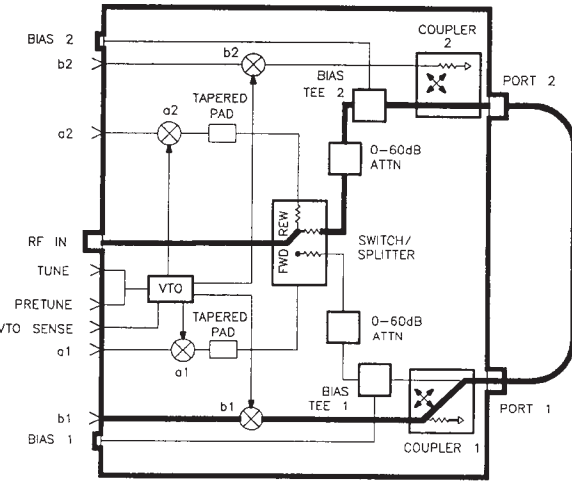 COUPLER
2
BIAS 2
b2
b2
BIAS
TEE 2
PORT 2
TAPERED
PAD
a2
a2
0-60dB
ATTN
REW
RF IN
SWITCH/
SPLITTER
FWD
TUNE
VTO
PRETUNE
TAPERED
PAD
0-60dB
ATTN
VTO SENSE
a1
a1
BIAS
TEE 1
b1
b1
PORT 1
BIAS 1
COUPLER 1